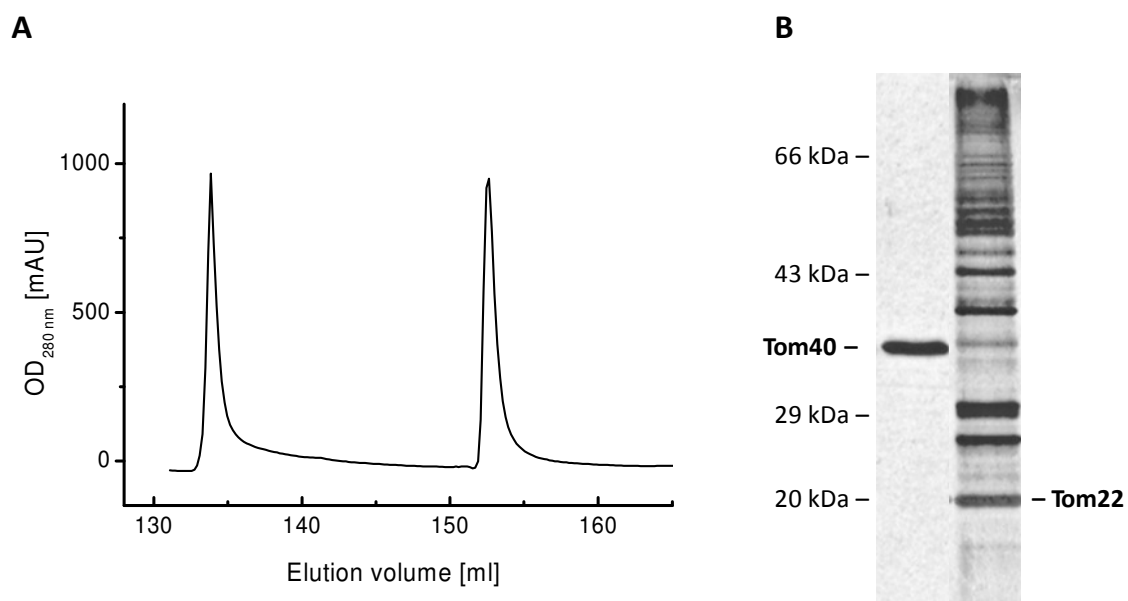 A
B
1000
500
0
OD280 nm [mAU]
130
140
150
160
Elution volume [ml]
66 kDa –
43 kDa –
Tom40 –
29 kDa –
20 kDa –
– Tom22